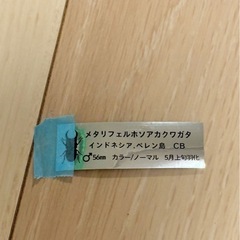 メタリフェルホソアカクワガタ
インドネシア.ペレン島 CB
♂56mm カラー/ノーマル 5月上旬羽化